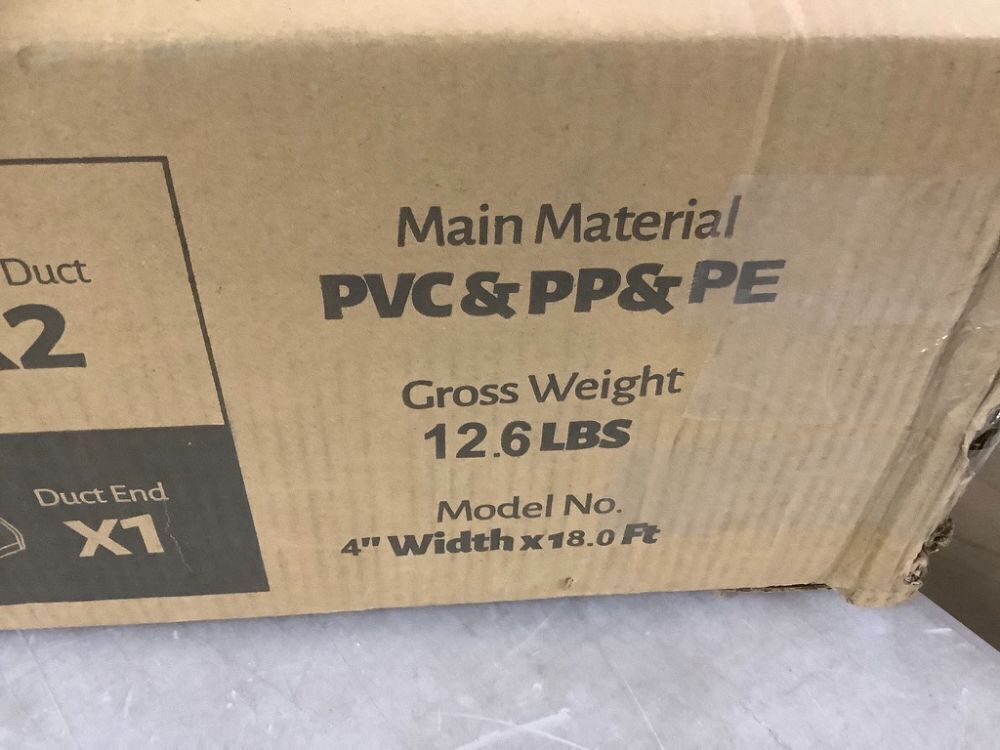 Duct
2
Duct End
X1
Main Material
PVC&PP&PE
Gross Weight
12.6 LBS
Model No.
4" Width x 18.0 Ft